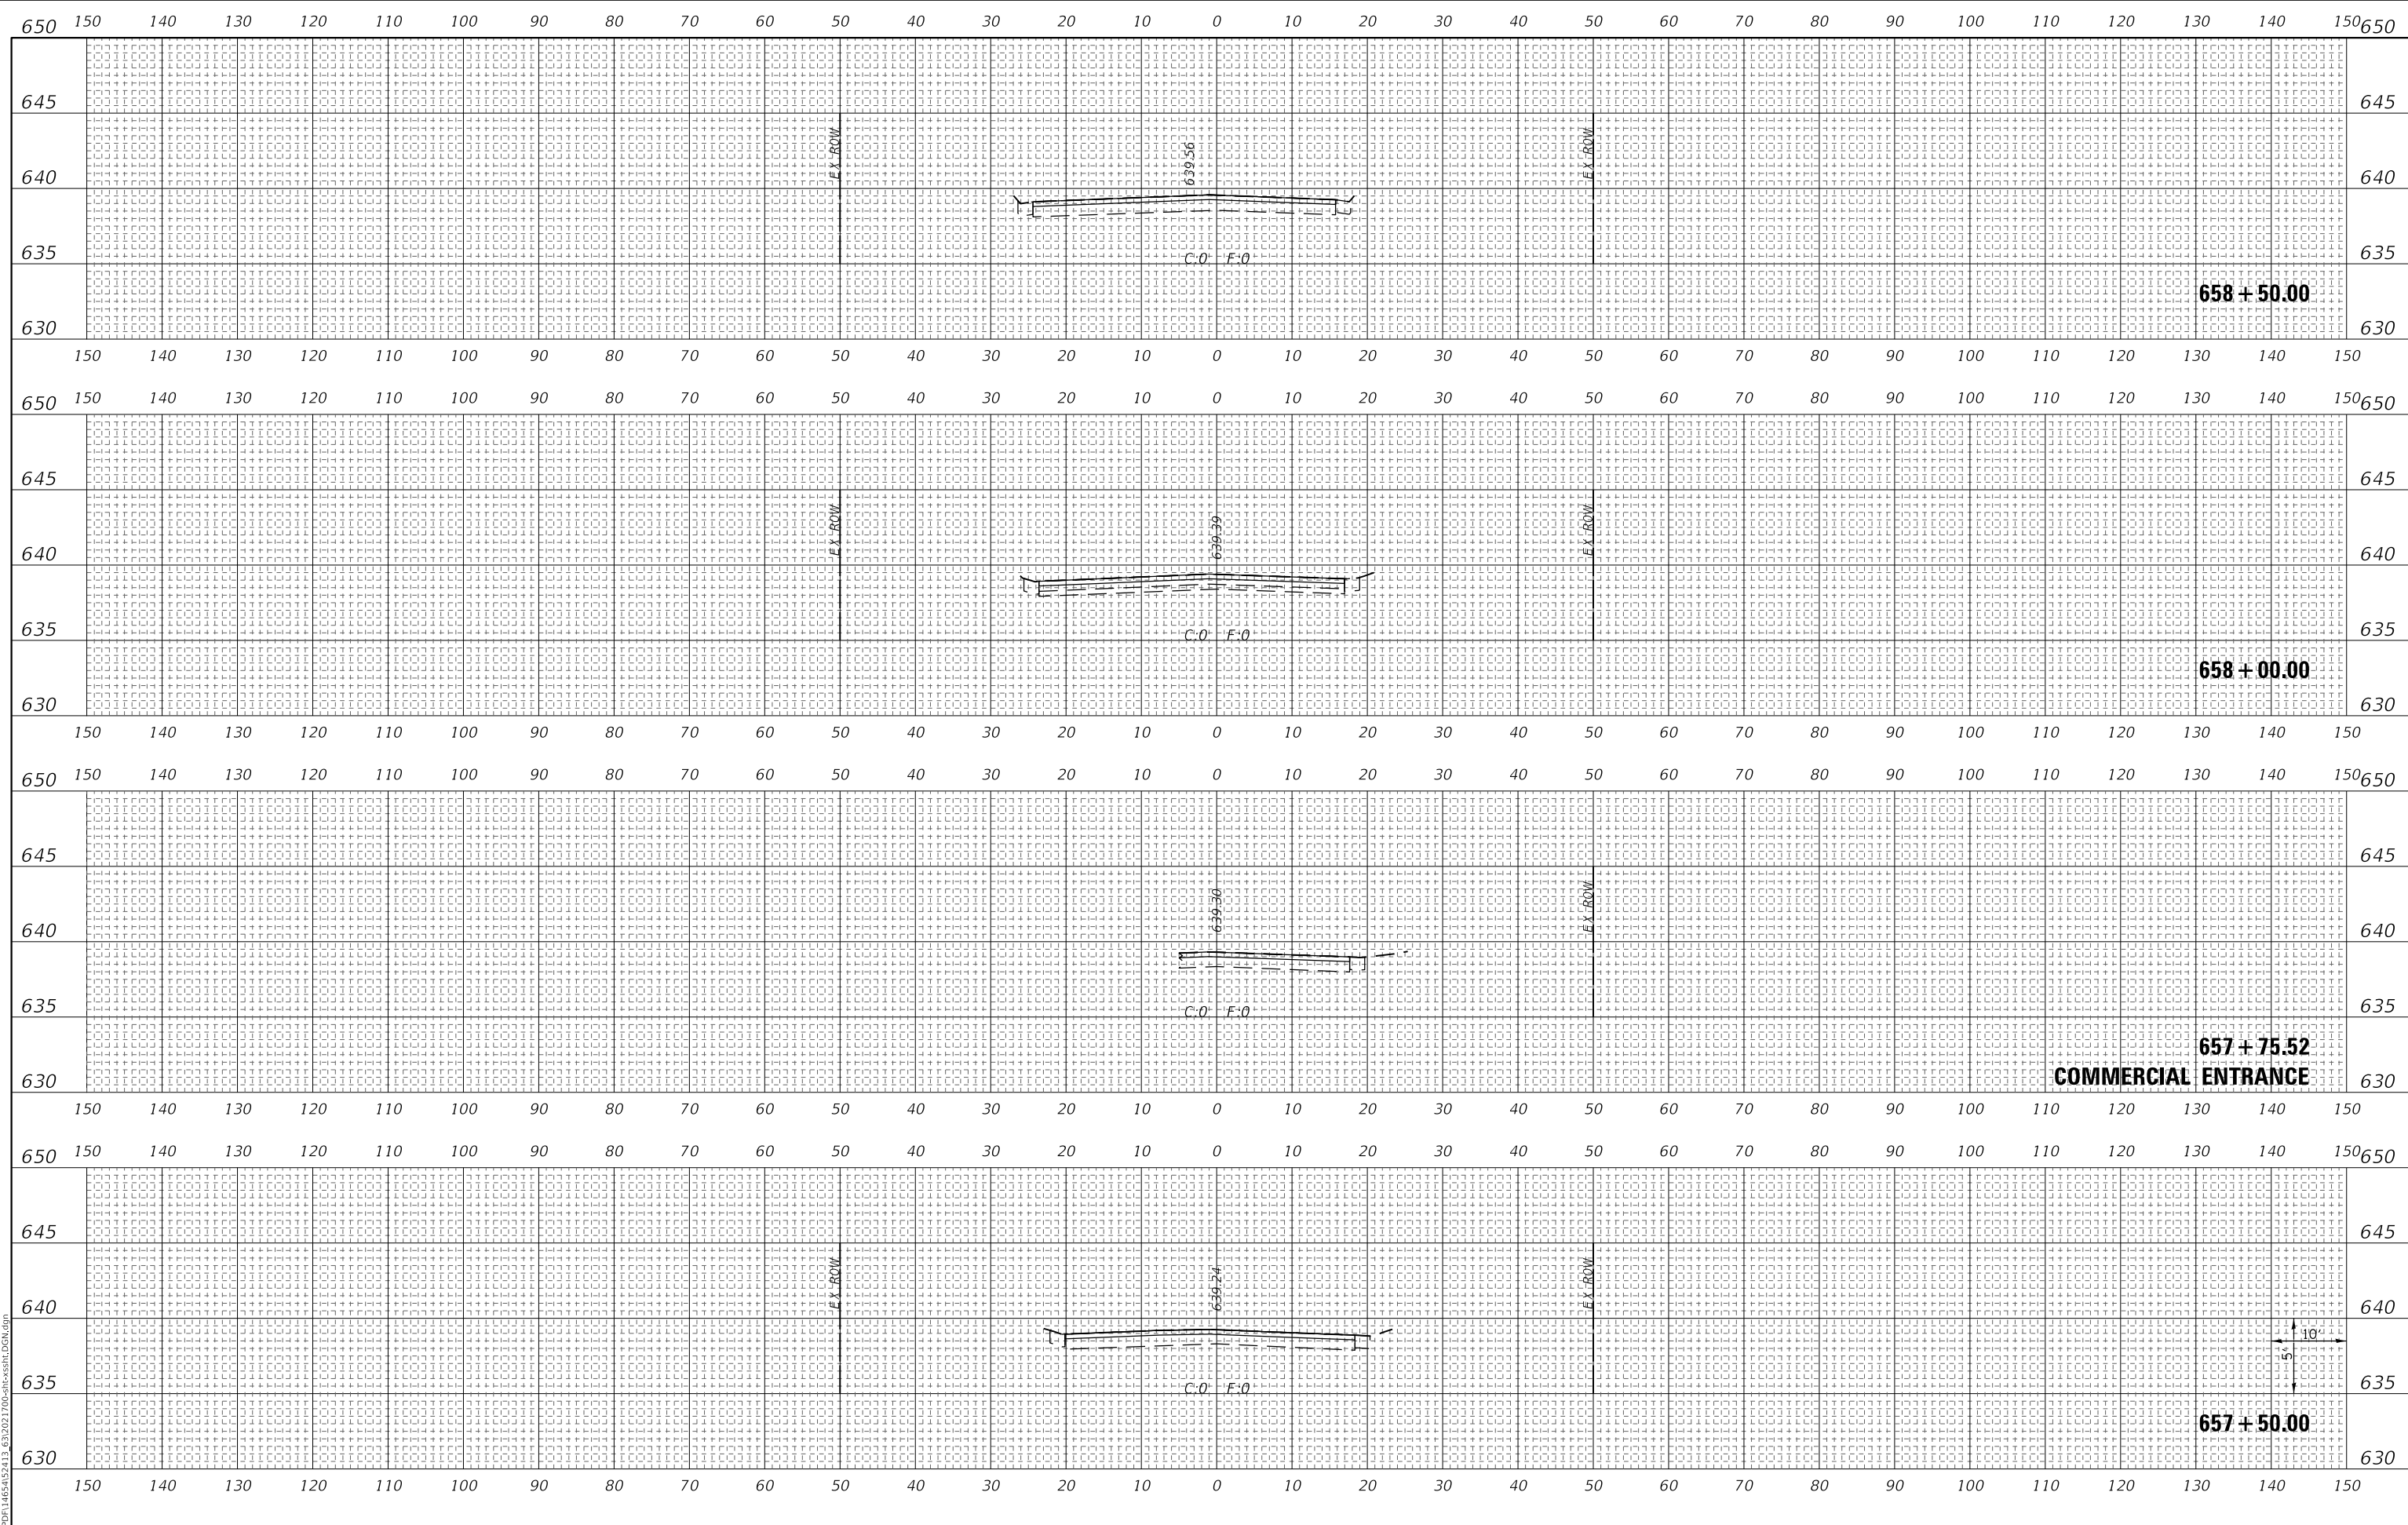 150 140 130 120 110 100 90 80 70 60 50 40 30 20 10 0 10 20 30 40 50 60 70 80 90 100 110 120 130 140 150
650 650
645 645
EX ROW 639.56 EX ROW
640 640
635 C:0 F:0 635
658+50.00
630 630
150 140 130 120 110 100 90 80 70 60 50 40 30 20 10 0 10 20 30 40 50 60 70 80 90 100 110 120 130 140 150
150 140 130 120 110 100 90 80 70 60 50 40 30 20 10 0 10 20 30 40 50 60 70 80 90 100 110 120 130 140 150
650 650
645 645
EX ROW 639.39 EX ROW
640 640
635 C:0 F:0 635
658+00.00
630 630
150 140 130 120 110 100 90 80 70 60 50 40 30 20 10 0 10 20 30 40 50 60 70 80 90 100 110 120 130 140 150
150 140 130 120 110 100 90 80 70 60 50 40 30 20 10 0 10 20 30 40 50 60 70 80 90 100 110 120 130 140 150
650 650
645 645
639.30 EX ROW
640 640
635 C:0 F:0 635
657+75.52
COMMERCIAL ENTRANCE
630 630
150 140 130 120 110 100 90 80 70 60 50 40 30 20 10 0 10 20 30 40 50 60 70 80 90 100 110 120 130 140 150
150 140 130 120 110 100 90 80 70 60 50 40 30 20 10 0 10 20 30 40 50 60 70 80 90 100 110 120 130 140 150
650 650
645 645
EX ROW 639.24 EX ROW
640 640
10'
5'
635 C:0 F:0 635
657+50.00
630 630
150 140 130 120 110 100 90 80 70 60 50 40 30 20 10 0 10 20 30 40 50 60 70 80 90 100 110 120 130 140 150
PDF\14654\52413_63\2021700-sht-xssht.DGN.dgn